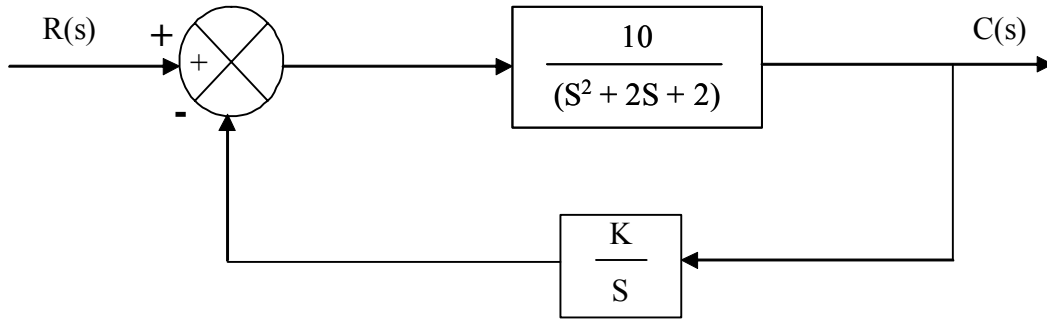 R(s)
+
+
-
10
(S² + 2S + 2)
C(s)
K
S